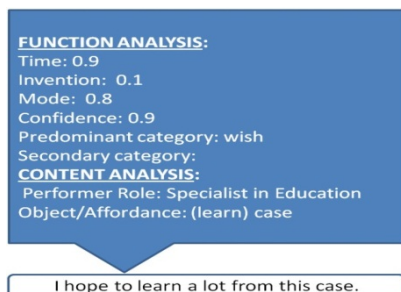 FUNCTION ANALYSIS:
Time: 0.9
Invention: 0.1
Mode: 0.8
Confidence: 0.9
Predominant category: wish
Secondary category:
CONTENT ANALYSIS:
Performer Role: Specialist in Education
Object/Affordance: (learn) case
I hope to learn a lot from this case.